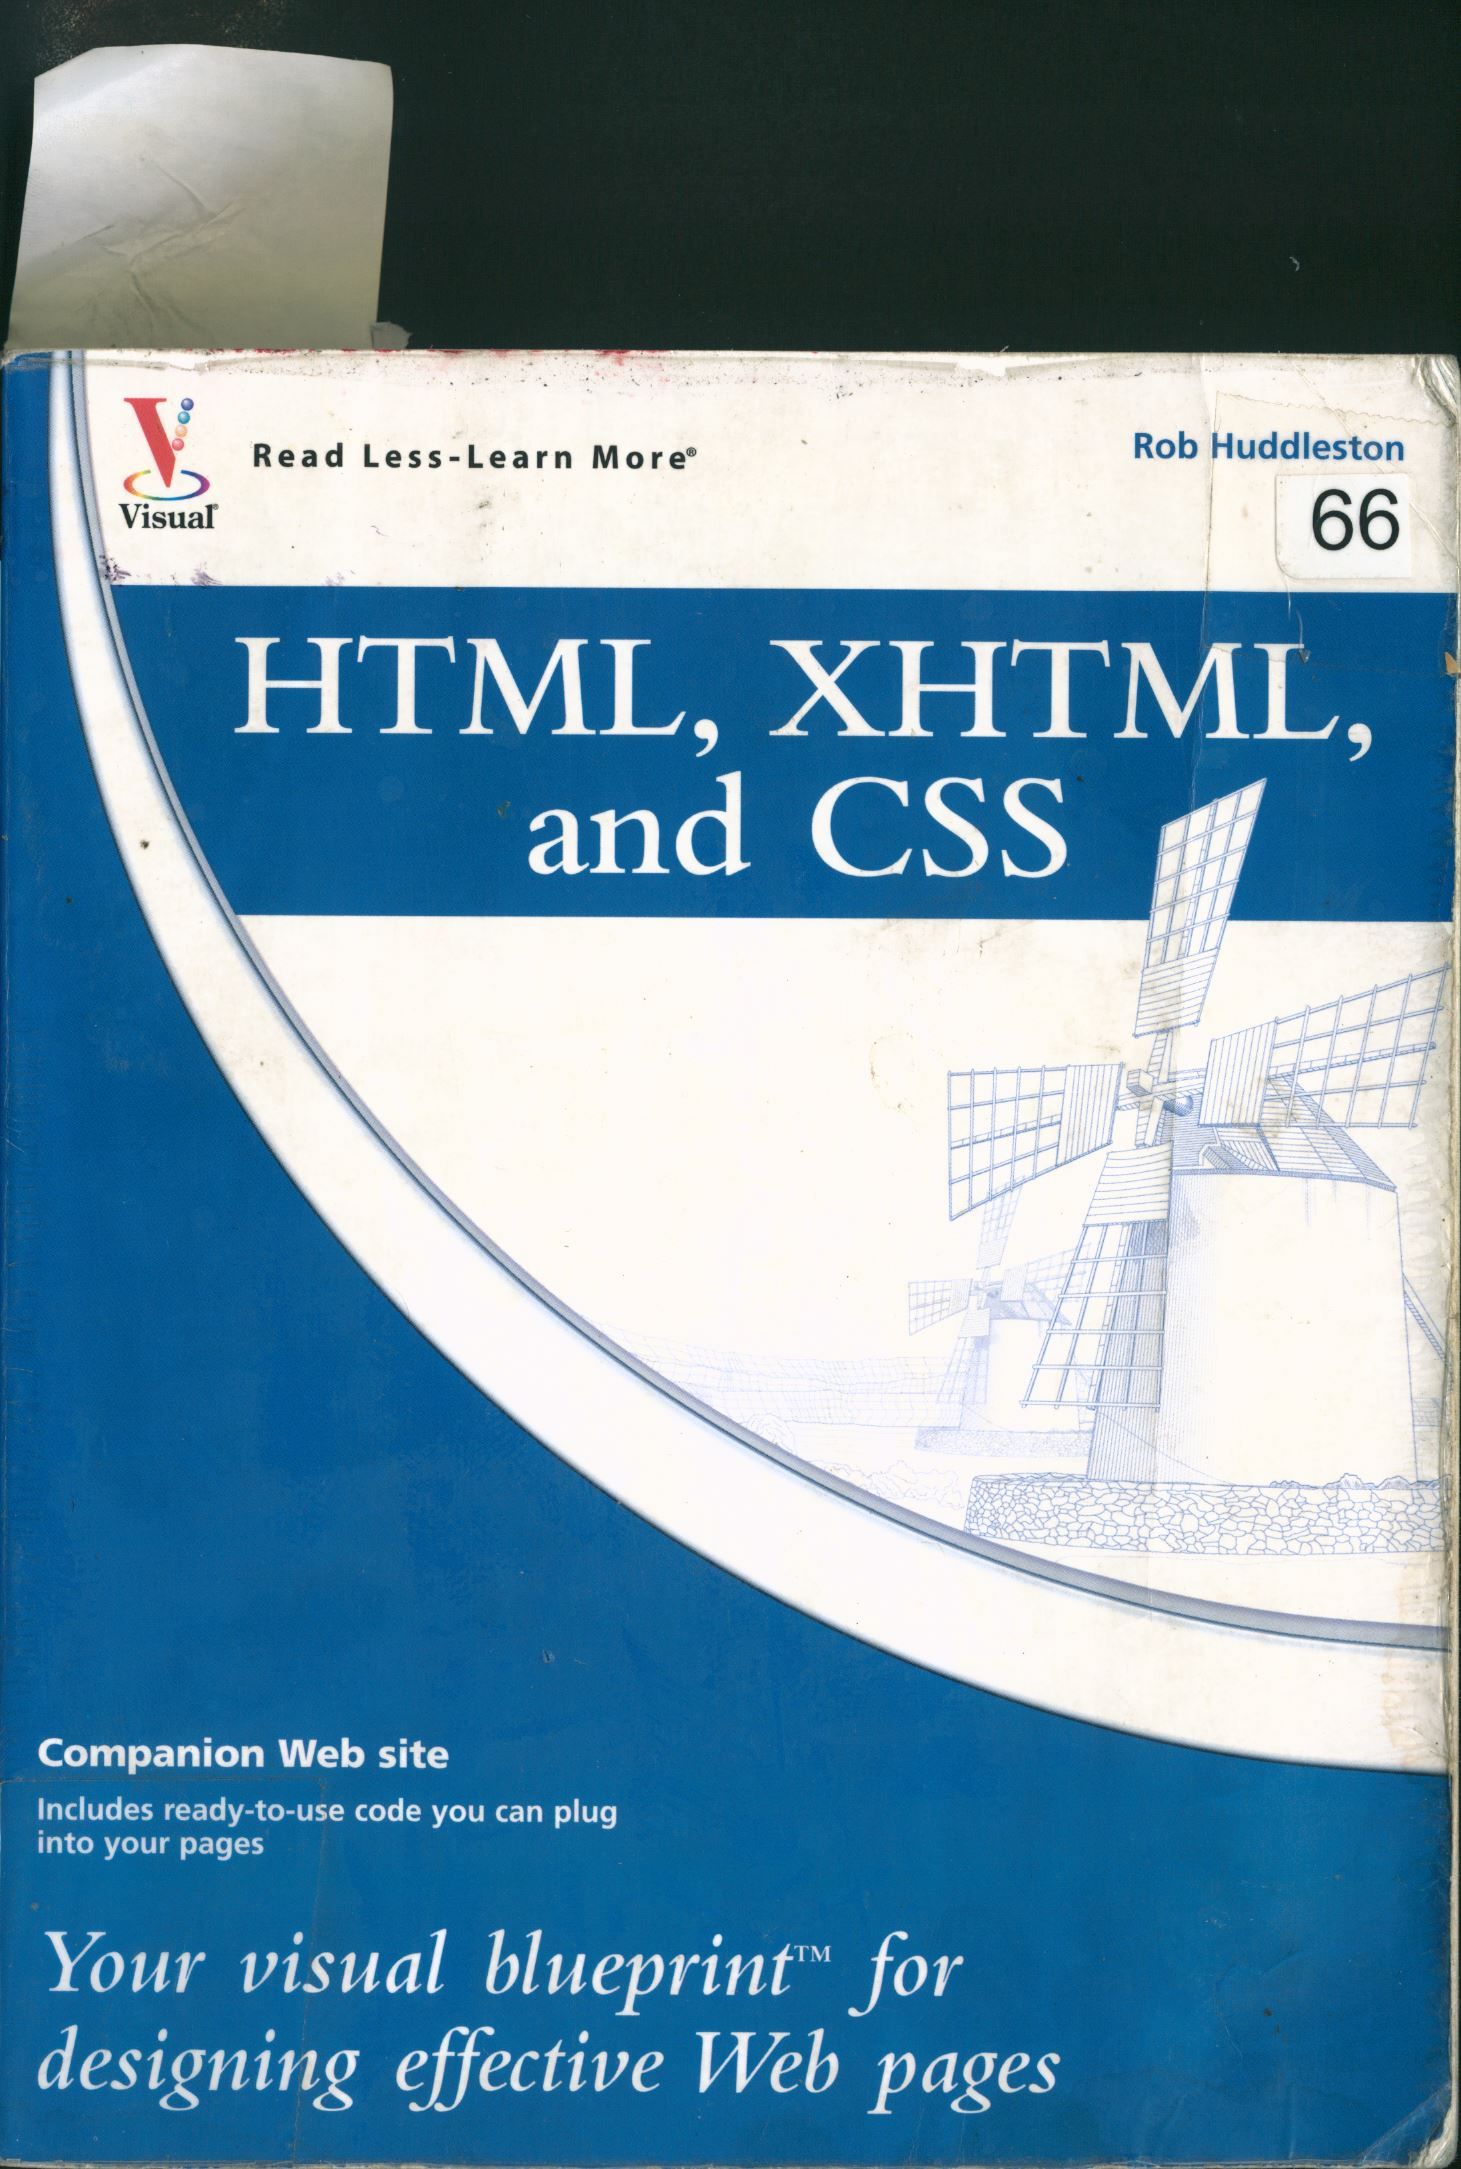 Visual®
Read Less-Learn More®
Rob Huddleston
66
HTML, XHTML,
and CSS
Companion Web site
Includes ready-to-use code you can plug
into your pages
Your visual blueprint™ for
designing effective Web pages